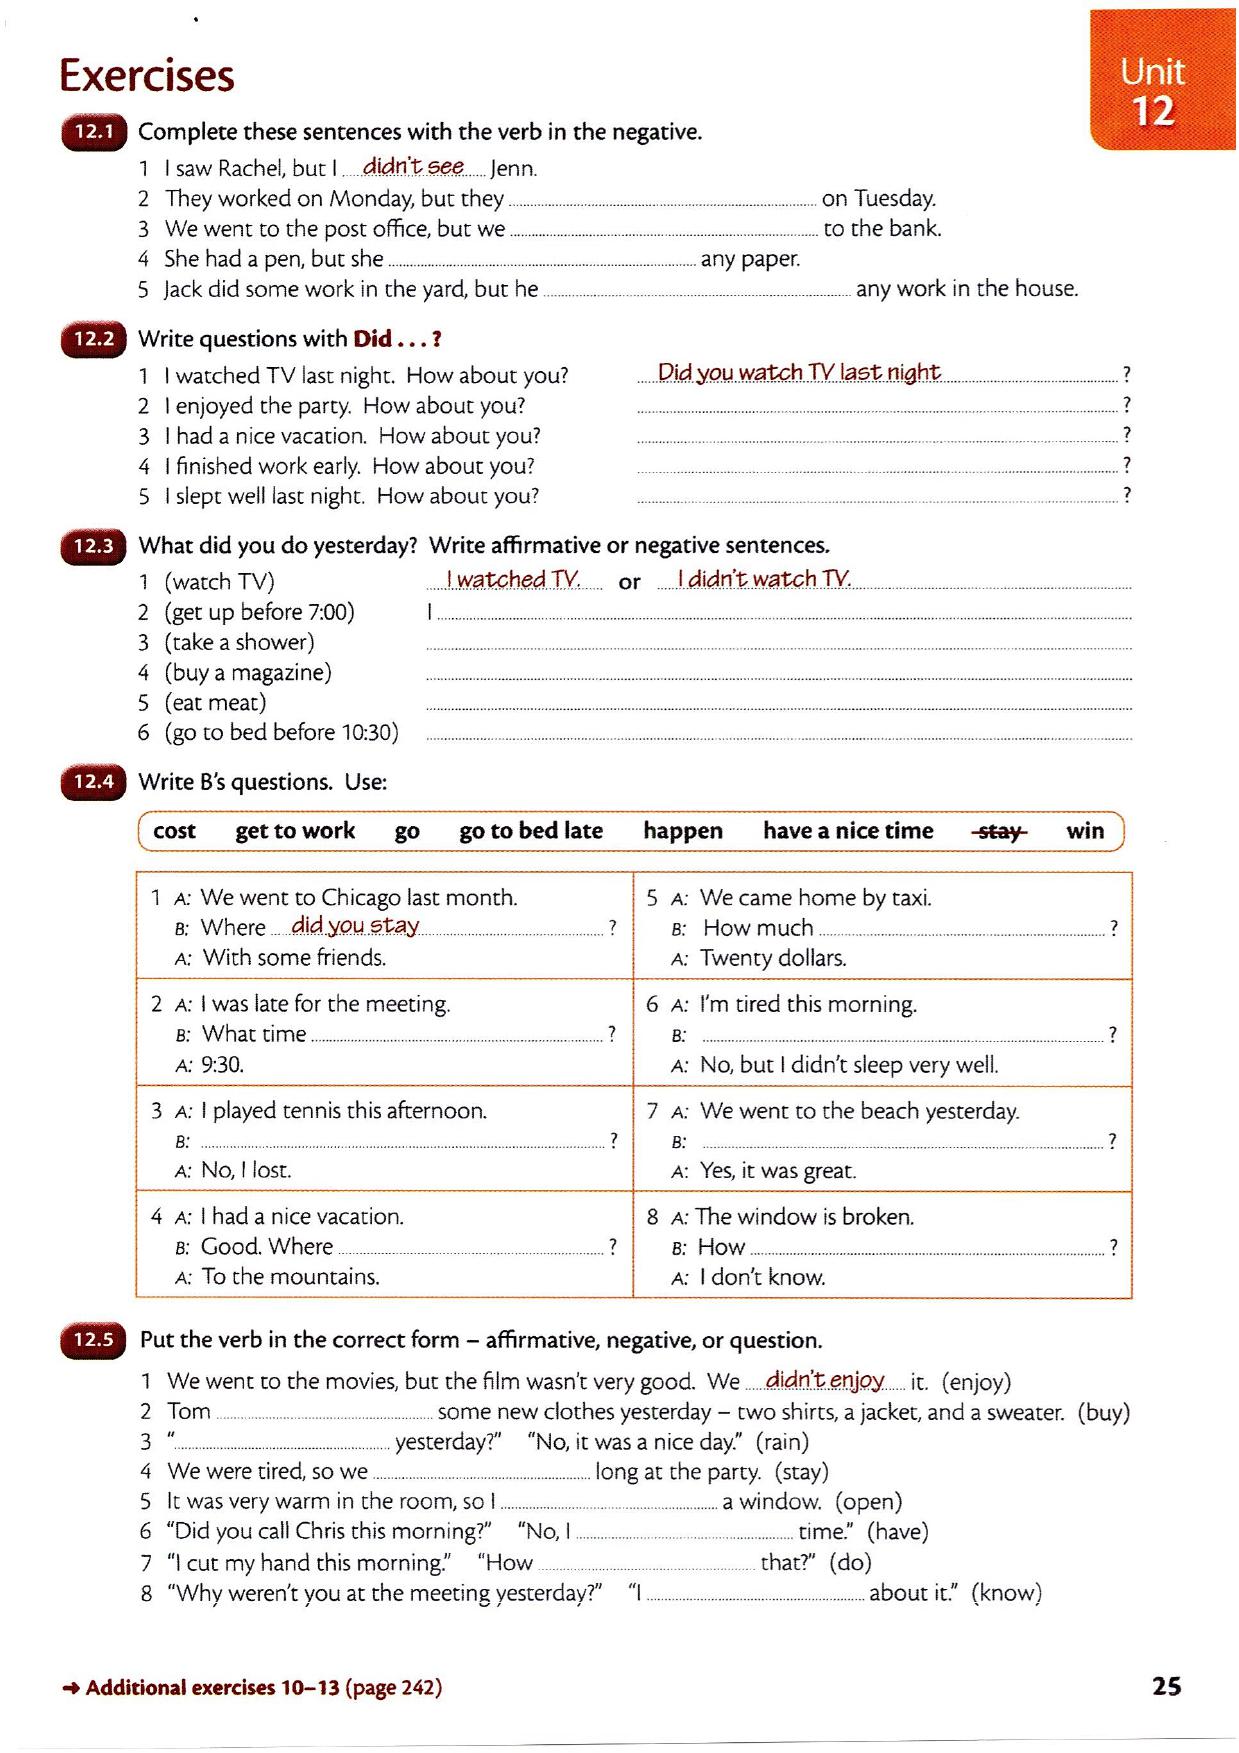 Exercises
Unit
12
12.1 Complete these sentences with the verb in the negative.
1 I saw Rachel, but I didn't see Jenn.
2 They worked on Monday, but they on Tuesday.
3 We went to the post office, but we to the bank.
4 She had a pen, but she any paper.
5 Jack did some work in the yard, but he any work in the house.
12.2 Write questions with Did . . . ?
1 I watched TV last night. How about you? Did you watch TV last night ?
2 I enjoyed the party. How about you? ?
3 I had a nice vacation. How about you? ?
4 I finished work early. How about you? ?
5 I slept well last night. How about you? ?
12.3 What did you do yesterday? Write affirmative or negative sentences.
1 (watch TV) I watched TV. or I didn't watch TV.
2 (get up before 7:00) I
3 (take a shower)
4 (buy a magazine)
5 (eat meat)
6 (go to bed before 10:30)
12.4 Write B's questions. Use:
cost get to work go go to bed late happen have a nice time stay win
1 A: We went to Chicago last month.
B: Where did you stay ?
A: With some friends.
2 A: I was late for the meeting.
B: What time ?
A: 9:30.
3 A: I played tennis this afternoon.
B: ?
A: No, I lost.
4 A: I had a nice vacation.
B: Good. Where ?
A: To the mountains.
5 A: We came home by taxi.
B: How much ?
A: Twenty dollars.
6 A: I'm tired this morning.
B: ?
A: No, but I didn't sleep very well.
7 A: We went to the beach yesterday.
B: ?
A: Yes, it was great.
8 A: The window is broken.
B: How ?
A: I don't know.
12.5 Put the verb in the correct form – affirmative, negative, or question.
1 We went to the movies, but the film wasn't very good. We didn't enjoy it. (enjoy)
2 Tom some new clothes yesterday – two shirts, a jacket, and a sweater. (buy)
3 " yesterday?" "No, it was a nice day." (rain)
4 We were tired, so we long at the party. (stay)
5 It was very warm in the room, so I a window. (open)
6 "Did you call Chris this morning?" "No, I time." (have)
7 "I cut my hand this morning." "How that?" (do)
8 "Why weren't you at the meeting yesterday?" "I about it." (know)
➜ Additional exercises 10–13 (page 242)
25